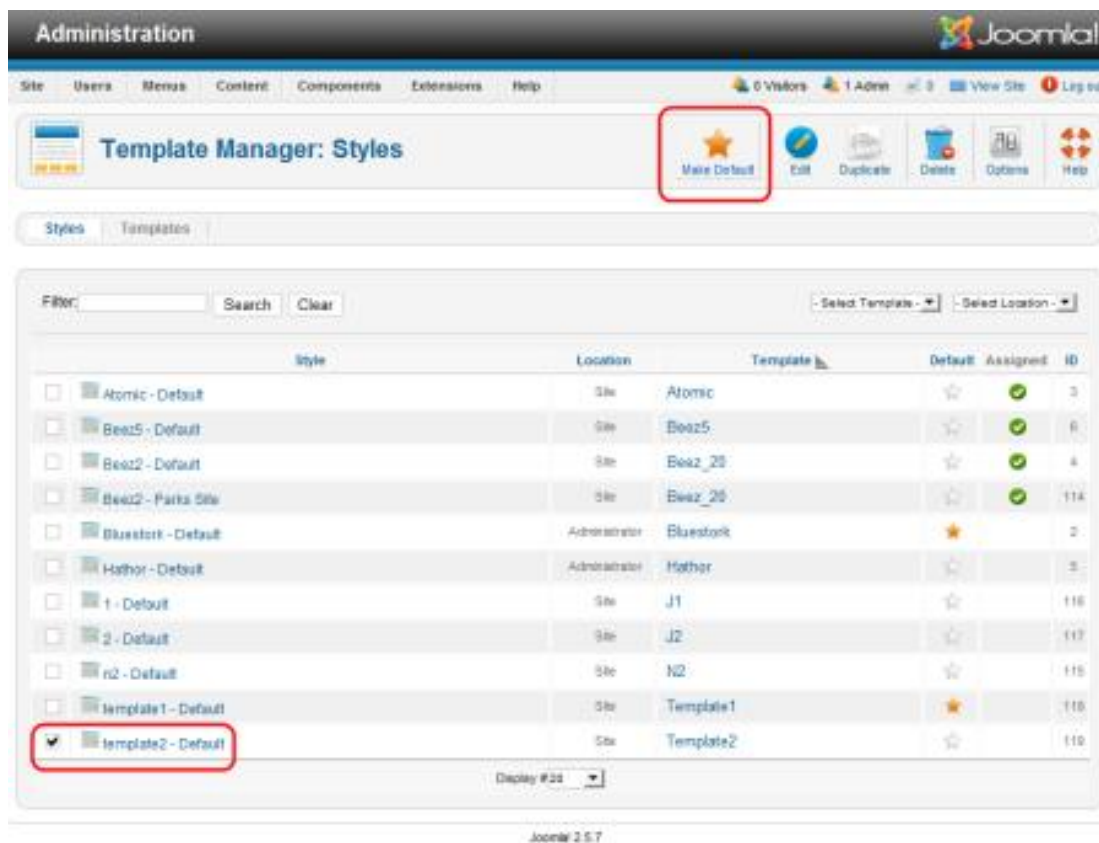 Administration
Joomla!
Site Users Menus Content Components Extensions Help 0 Visitors 1 Admin 0 View Site Log out
Template Manager: Styles
Make Default Edit Duplicate Delete Options Help
Styles Templates
Filter: Search Clear - Select Template - - Select Location -
Style Location Template Default Assigned ID
Atomic - Default Site Atomic 3
Beez5 - Default Site Beez5 6
Beez2 - Default Site Beez_20 4
Beez2 - Parks Site Site Beez_20 114
Bluestork - Default Administrator Bluestork 2
Hathor - Default Administrator Hathor 5
1 - Default Site J1 116
2 - Default Site J2 117
n2 - Default Site N2 115
template1 - Default Site Template1 118
template2 - Default Site Template2 119
Display #20
Joomla! 2.5.7